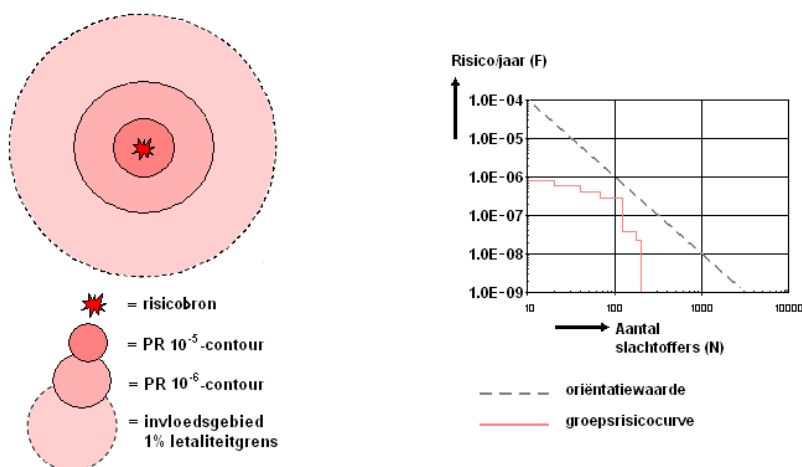 = risicobron
= PR 10⁻⁵-contour
= PR 10⁻⁶-contour
= invloedsgebied
1% letaliteitgrens
Risico/jaar (F)
1.0E-04
1.0E-05
1.0E-06
1.0E-07
1.0E-08
1.0E-09
10 100 1000 10000
Aantal
slachtoffers (N)
oriëntatiewaarde
groepsrisicocurve